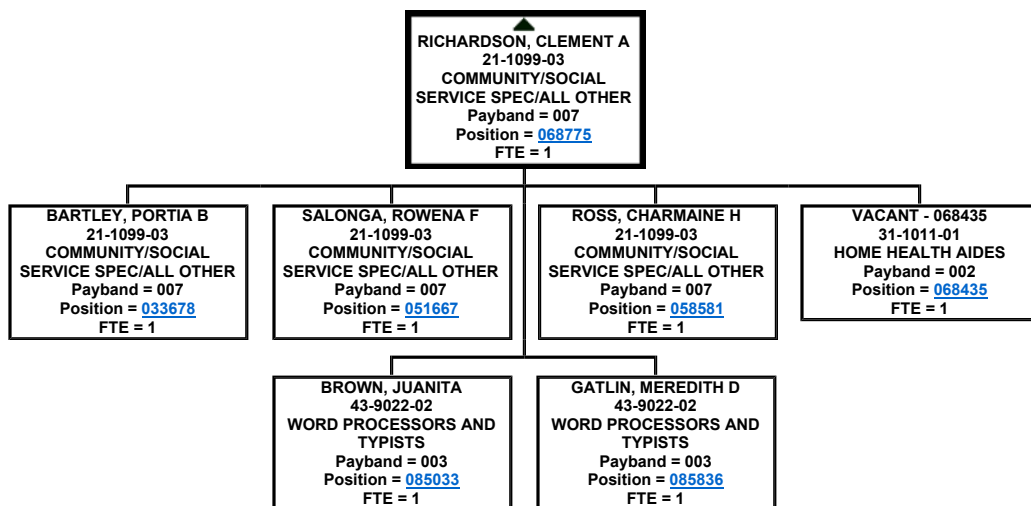 RICHARDSON, CLEMENT A
21-1099-03
COMMUNITY/SOCIAL
SERVICE SPEC/ALL OTHER
Payband = 007
Position = 068775
FTE = 1
BARTLEY, PORTIA B
21-1099-03
COMMUNITY/SOCIAL
SERVICE SPEC/ALL OTHER
Payband = 007
Position = 033678
FTE = 1
SALONGA, ROWENA F
21-1099-03
COMMUNITY/SOCIAL
SERVICE SPEC/ALL OTHER
Payband = 007
Position = 051667
FTE = 1
ROSS, CHARMAINE H
21-1099-03
COMMUNITY/SOCIAL
SERVICE SPEC/ALL OTHER
Payband = 007
Position = 058581
FTE = 1
VACANT - 068435
31-1011-01
HOME HEALTH AIDES
Payband = 002
Position = 068435
FTE = 1
BROWN, JUANITA
43-9022-02
WORD PROCESSORS AND
TYPISTS
Payband = 003
Position = 085033
FTE = 1
GATLIN, MEREDITH D
43-9022-02
WORD PROCESSORS AND
TYPISTS
Payband = 003
Position = 085836
FTE = 1